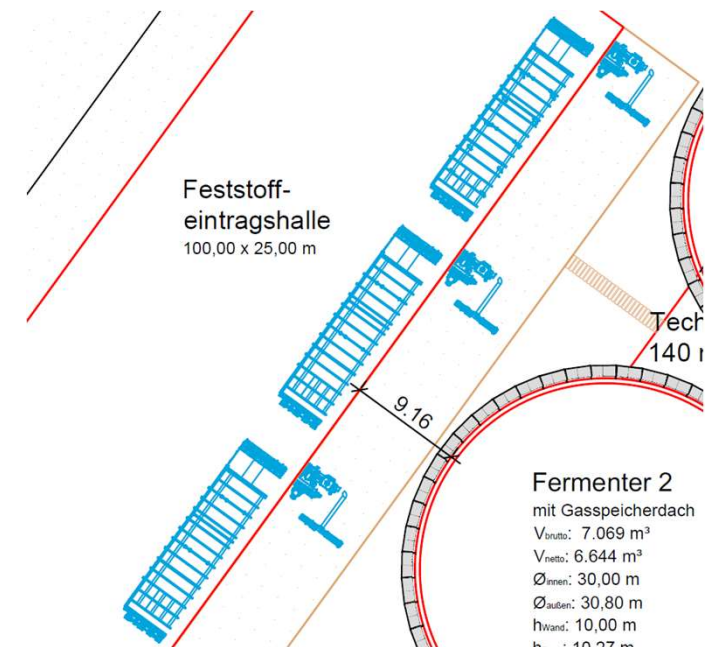 Feststoff-
eintragshalle
100,00 x 25,00 m
Tech
140
9.16
Fermenter 2
mit Gasspeicherdach
Vbrutto: 7.069 m³
Vnetto: 6.644 m³
Øinnen: 30,00 m
Øaußen: 30,80 m
hWand: 10,00 m